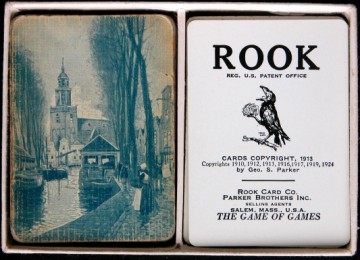 ROOK
REG. U.S. PATENT OFFICE
CARDS COPYRIGHT, 1913
Copyrights 1910, 1912, 1913, 1916, 1917, 1919, 1924
by Geo. S. Parker
ROOK CARD CO.
PARKER BROTHERS INC.
SELLING AGENTS
SALEM, MASS., U.S.A.
THE GAME OF GAMES